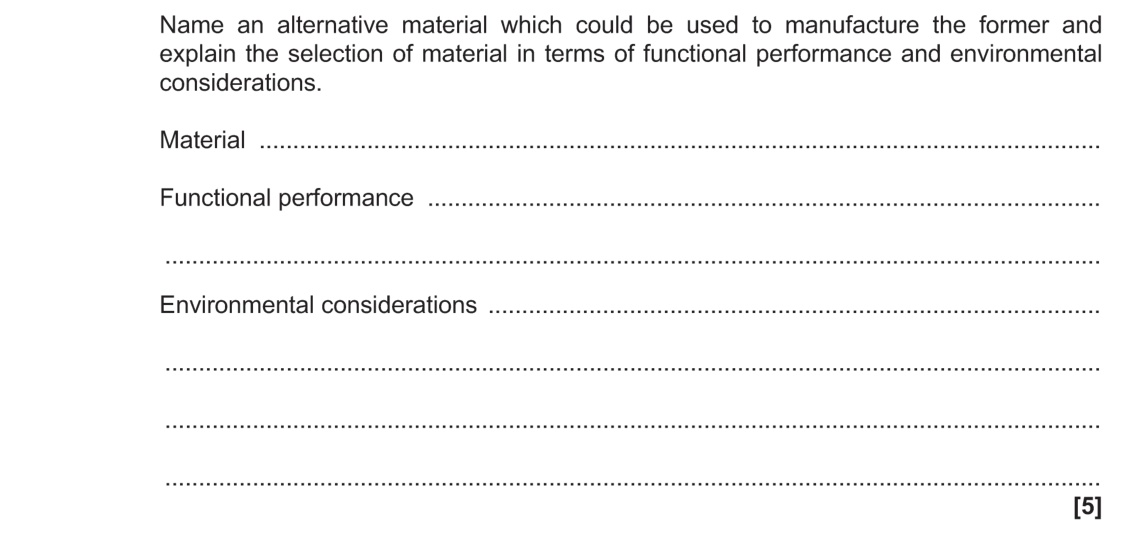 Name an alternative material which could be used to manufacture the former and
explain the selection of material in terms of functional performance and environmental
considerations.
Material ............................................................................................................................
Functional performance ....................................................................................................
............................................................................................................................................
Environmental considerations ...........................................................................................
............................................................................................................................................
............................................................................................................................................
............................................................................................................................................
[5]